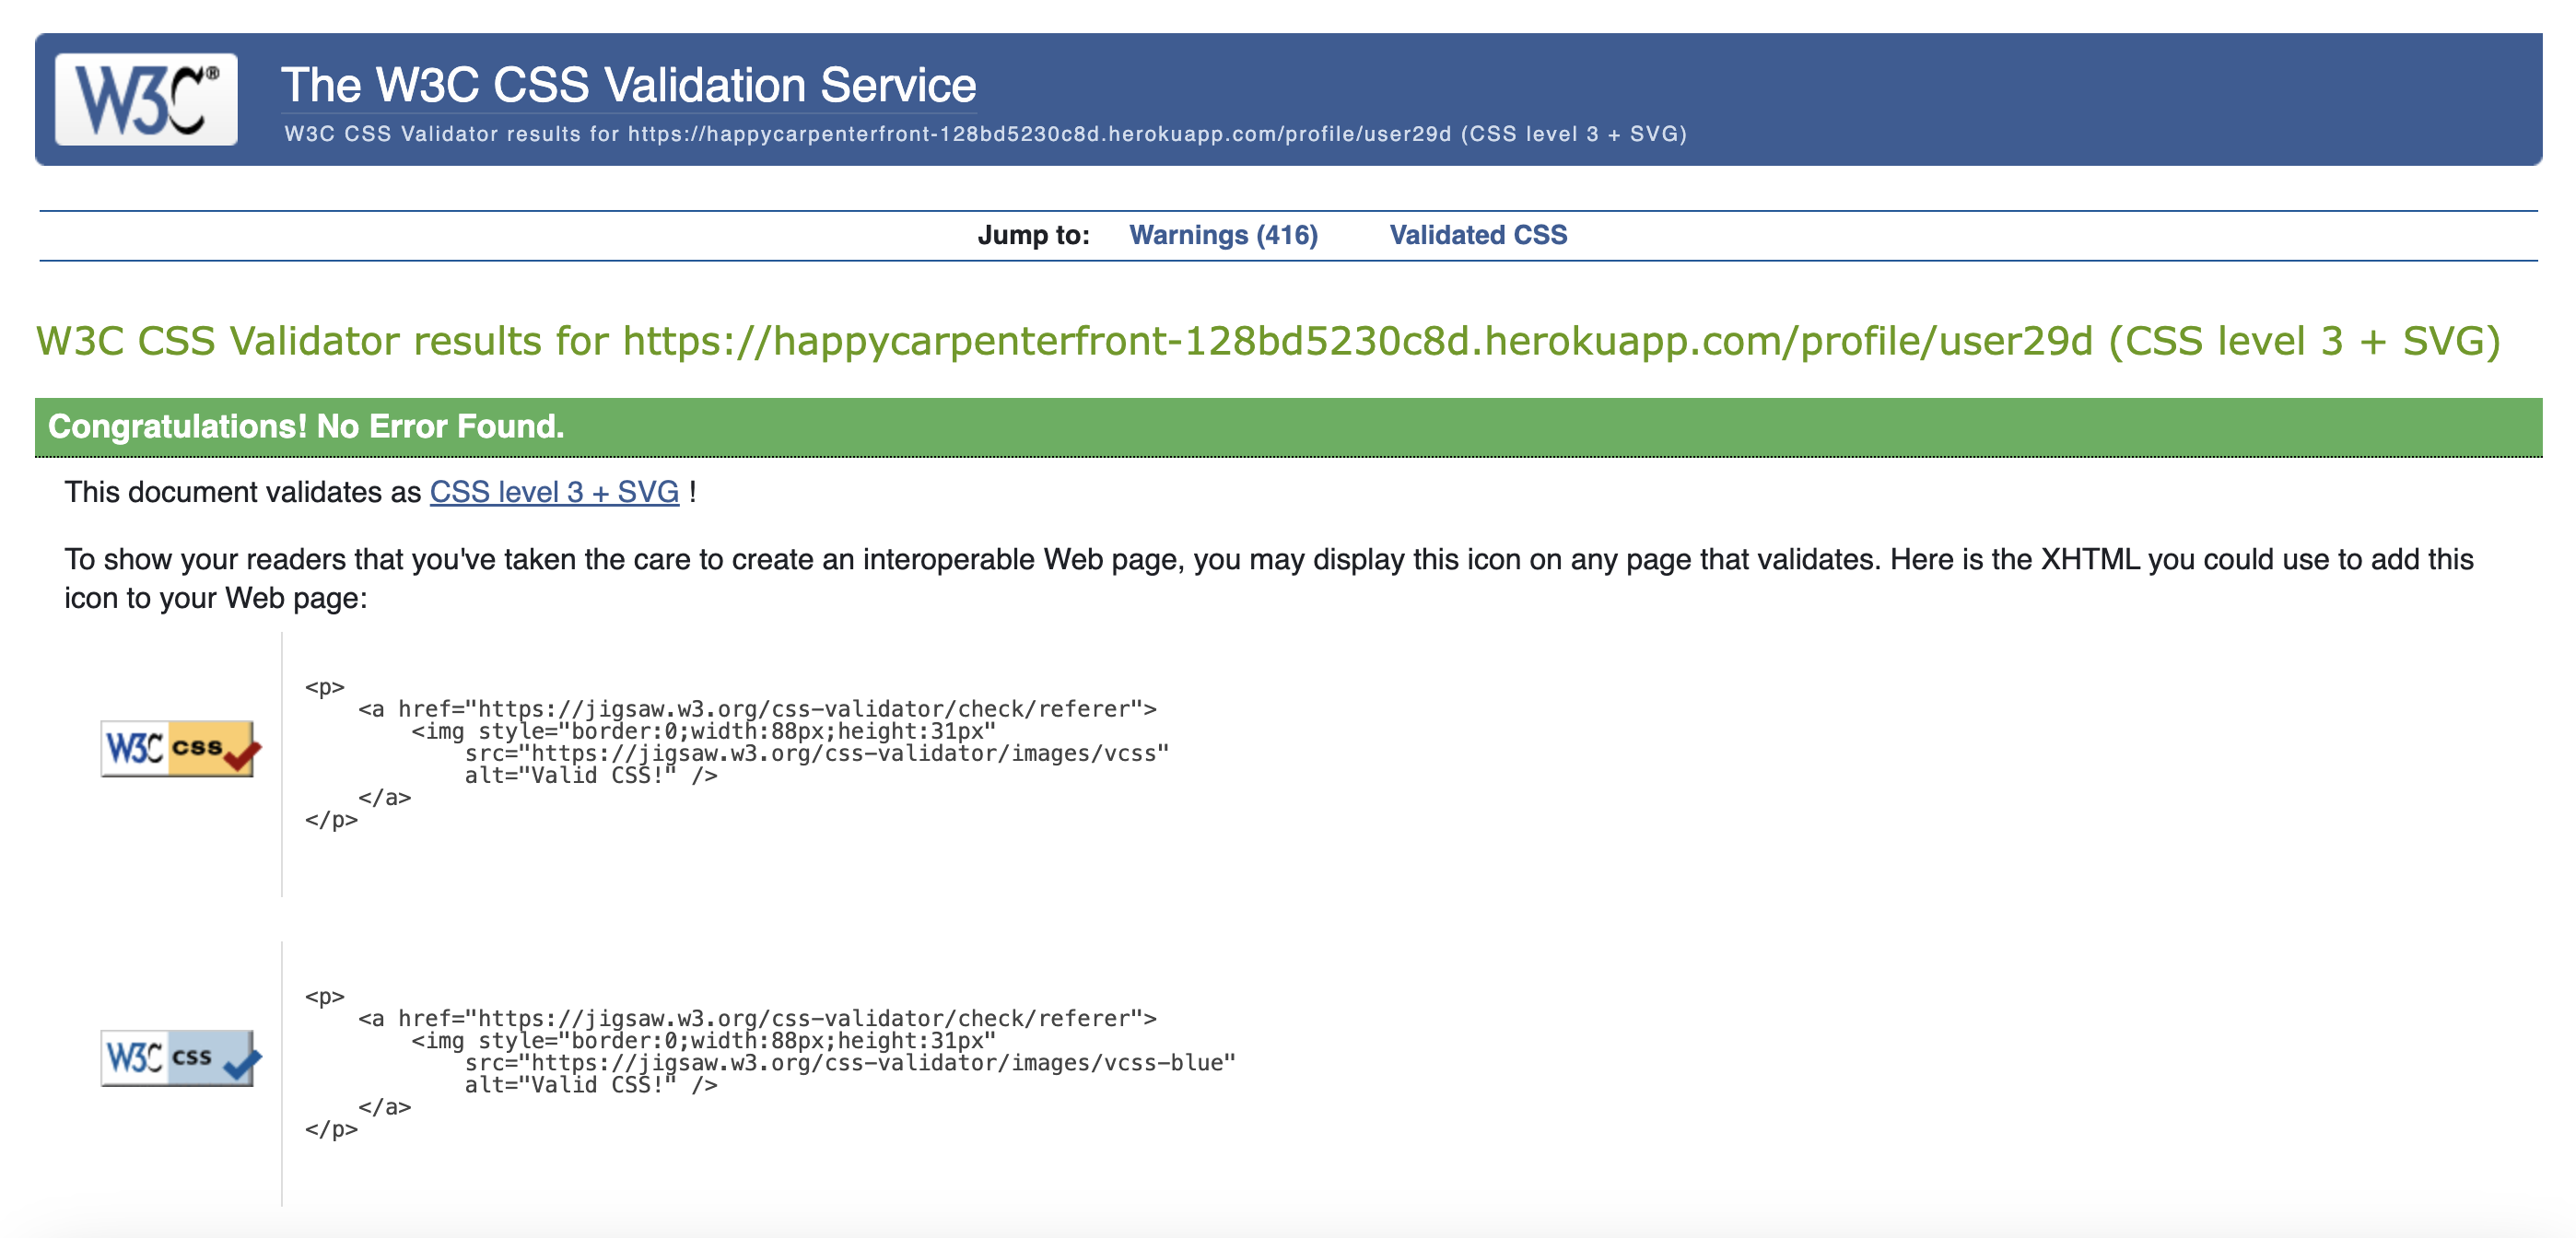 W3C®
The W3C CSS Validation Service
W3C CSS Validator results for https://happycarpenterfront-128bd5230c8d.herokuapp.com/profile/user29d (CSS level 3 + SVG)
Jump to: Warnings (416) Validated CSS
W3C CSS Validator results for https://happycarpenterfront-128bd5230c8d.herokuapp.com/profile/user29d (CSS level 3 + SVG)
Congratulations! No Error Found.
This document validates as CSS level 3 + SVG !
To show your readers that you've taken the care to create an interoperable Web page, you may display this icon on any page that validates. Here is the XHTML you could use to add this
icon to your Web page:
W3C css
<p>
    <a href="https://jigsaw.w3.org/css-validator/check/referer">
        <img style="border:0;width:88px;height:31px"
            src="https://jigsaw.w3.org/css-validator/images/vcss"
            alt="Valid CSS!" />
    </a>
</p>
W3C css
<p>
    <a href="https://jigsaw.w3.org/css-validator/check/referer">
        <img style="border:0;width:88px;height:31px"
            src="https://jigsaw.w3.org/css-validator/images/vcss-blue"
            alt="Valid CSS!" />
    </a>
</p>